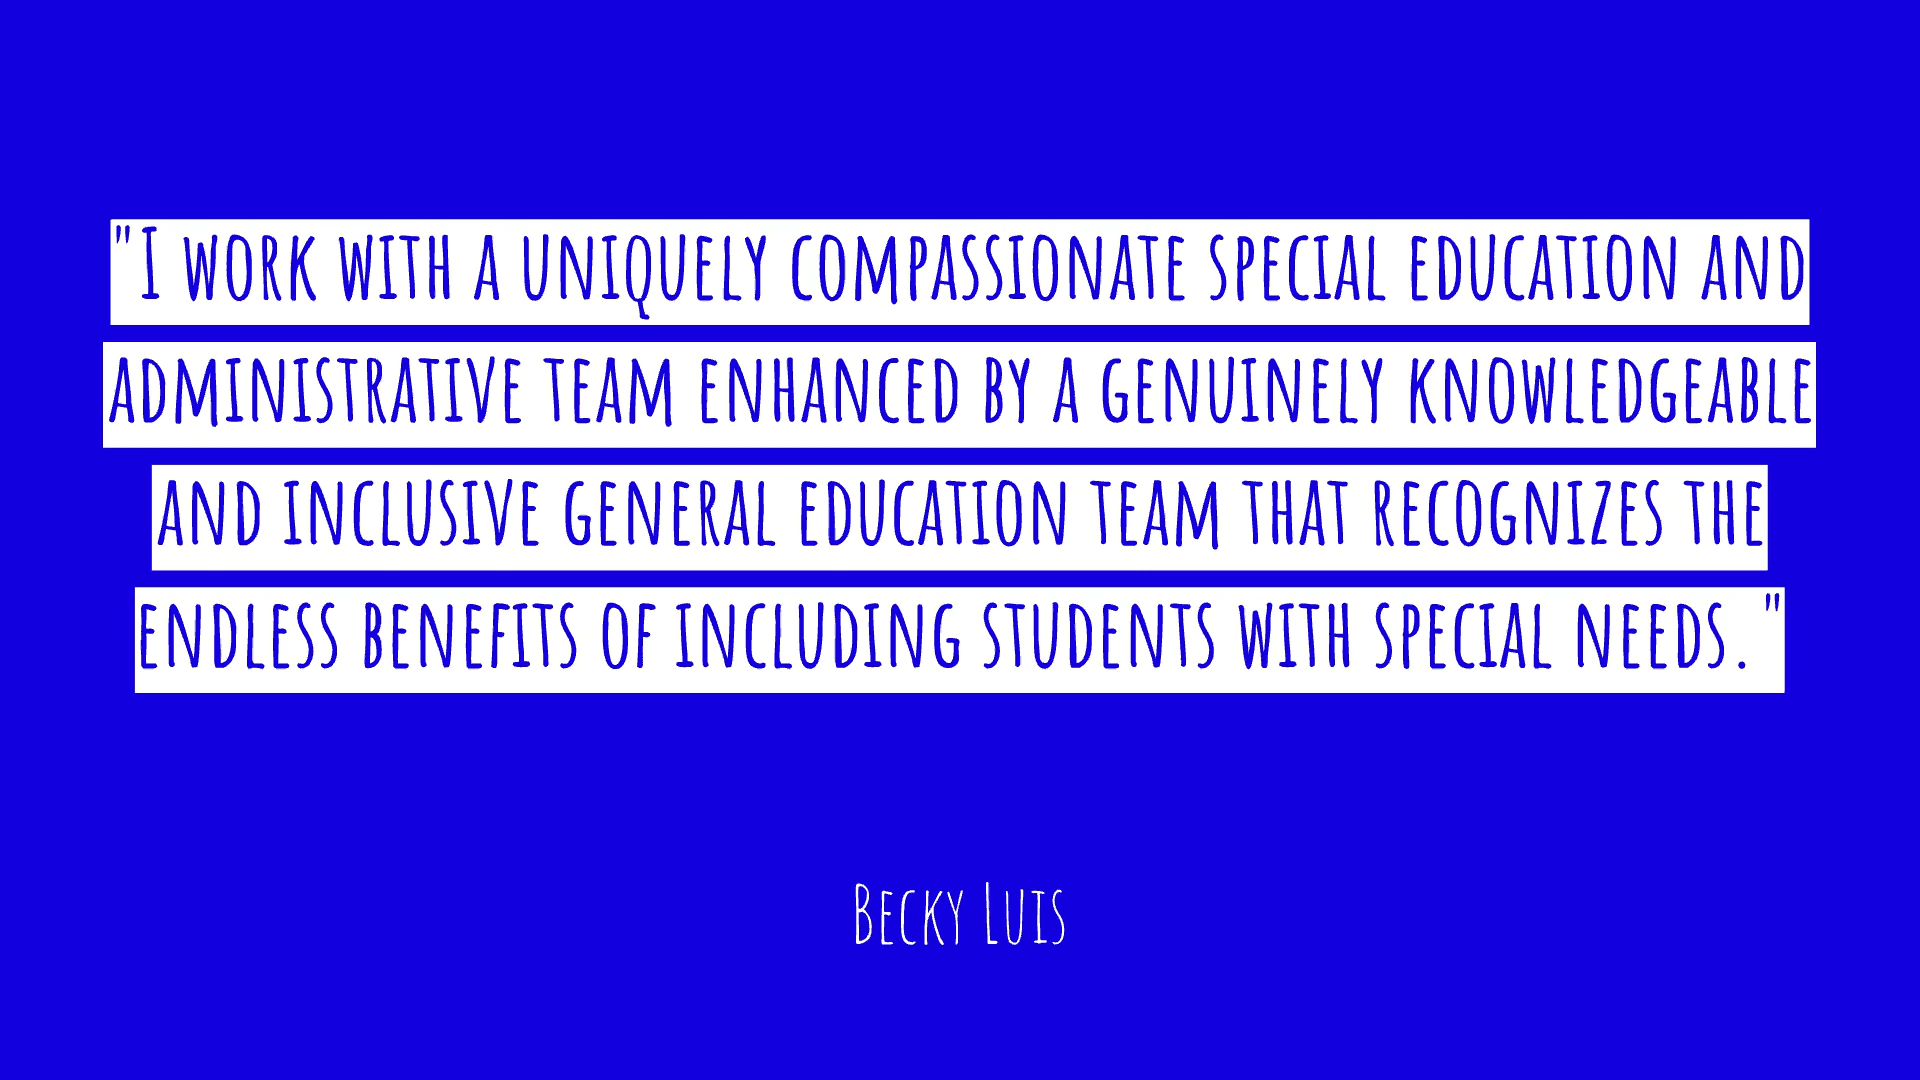 "I work with a uniquely compassionate special education and
administrative team enhanced by a genuinely knowledgeable
and inclusive general education team that recognizes the
endless benefits of including students with special needs."
Becky Luis